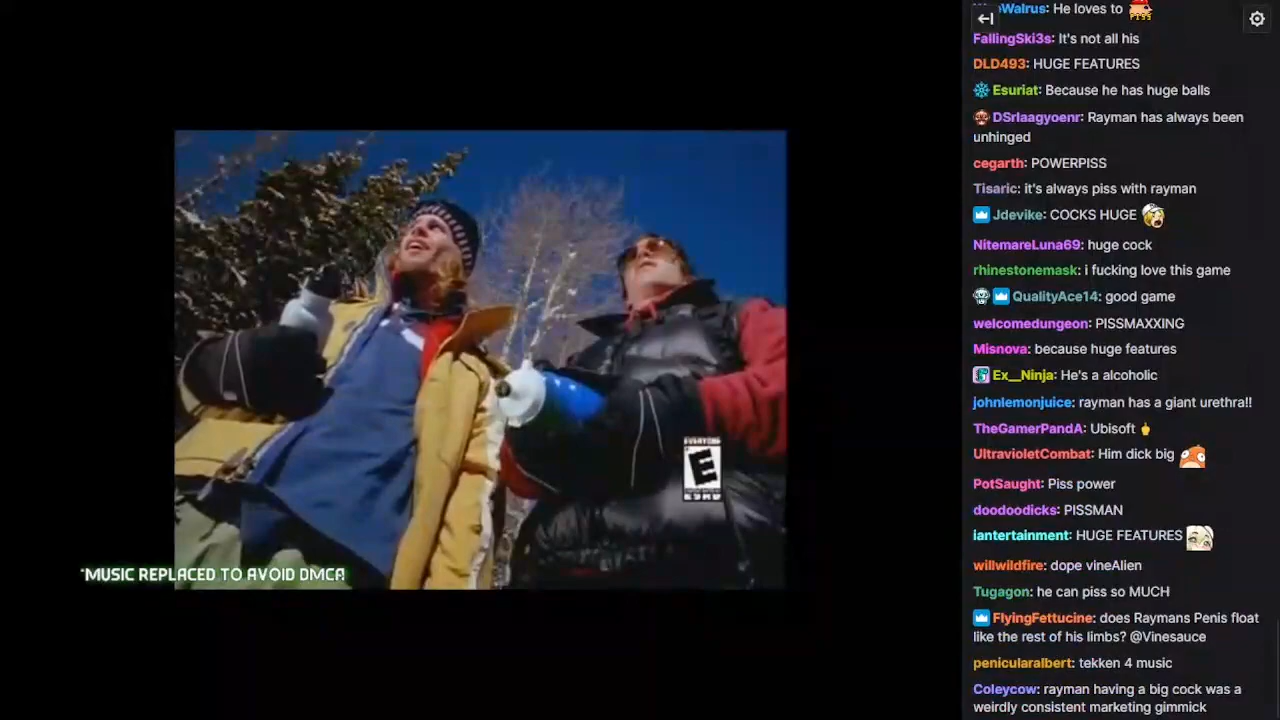 Walrus: He loves to
PISS
FallingSki3s: It's not all his
DLD493: HUGE FEATURES
Esuriat: Because he has huge balls
DSrlaagyoenr: Rayman has always been
unhinged
cegarth: POWERPISS
Tisaric: it's always piss with rayman
Jdevike: COCKS HUGE
NitemareLuna69: huge cock
rhinestonemask: i fucking love this game
QualityAce14: good game
welcomedungeon: PISSMAXXING
Misnova: because huge features
Ex__Ninja: He's a alcoholic
johnlemonjuice: rayman has a giant urethra!!
TheGamerPandA: Ubisoft
UltravioletCombat: Him dick big
PotSaught: Piss power
doodoodicks: PISSMAN
iantertainment: HUGE FEATURES
willwildfire: dope vineAlien
Tugagon: he can piss so MUCH
FlyingFettucine: does Raymans Penis float
like the rest of his limbs? @Vinesauce
penicularalbert: tekken 4 music
Coleycow: rayman having a big cock was a
weirdly consistent marketing gimmick
EVERYONE
E
ESRB
*MUSIC REPLACED TO AVOID DMCA